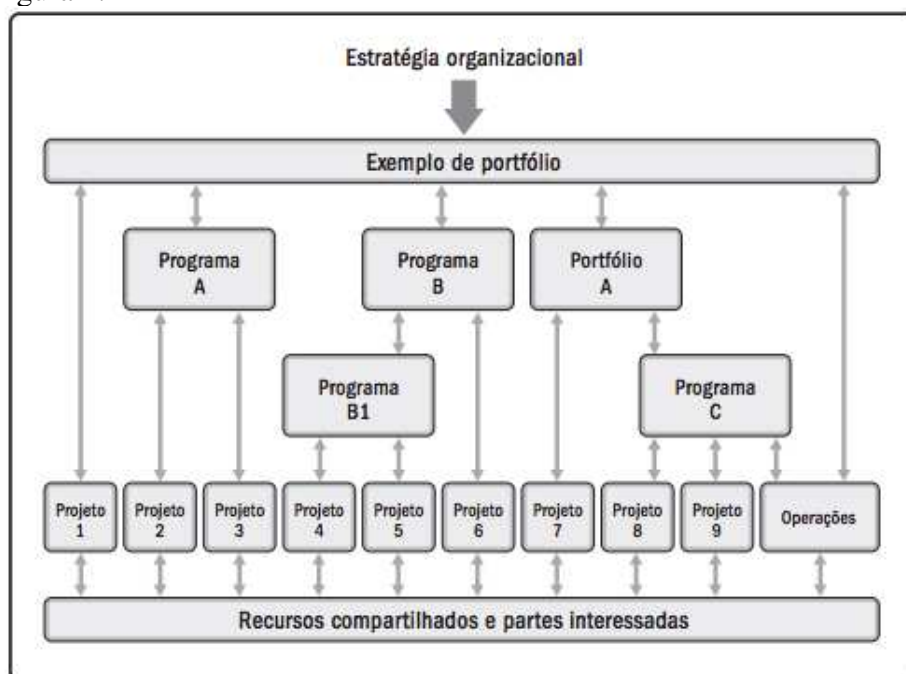 Estratégia organizacional
Exemplo de portfólio
Programa
A
Programa
B
Portfólio
A
Programa
B1
Programa
C
Projeto
1
Projeto
2
Projeto
3
Projeto
4
Projeto
5
Projeto
6
Projeto
7
Projeto
8
Projeto
9
Operações
Recursos compartilhados e partes interessadas